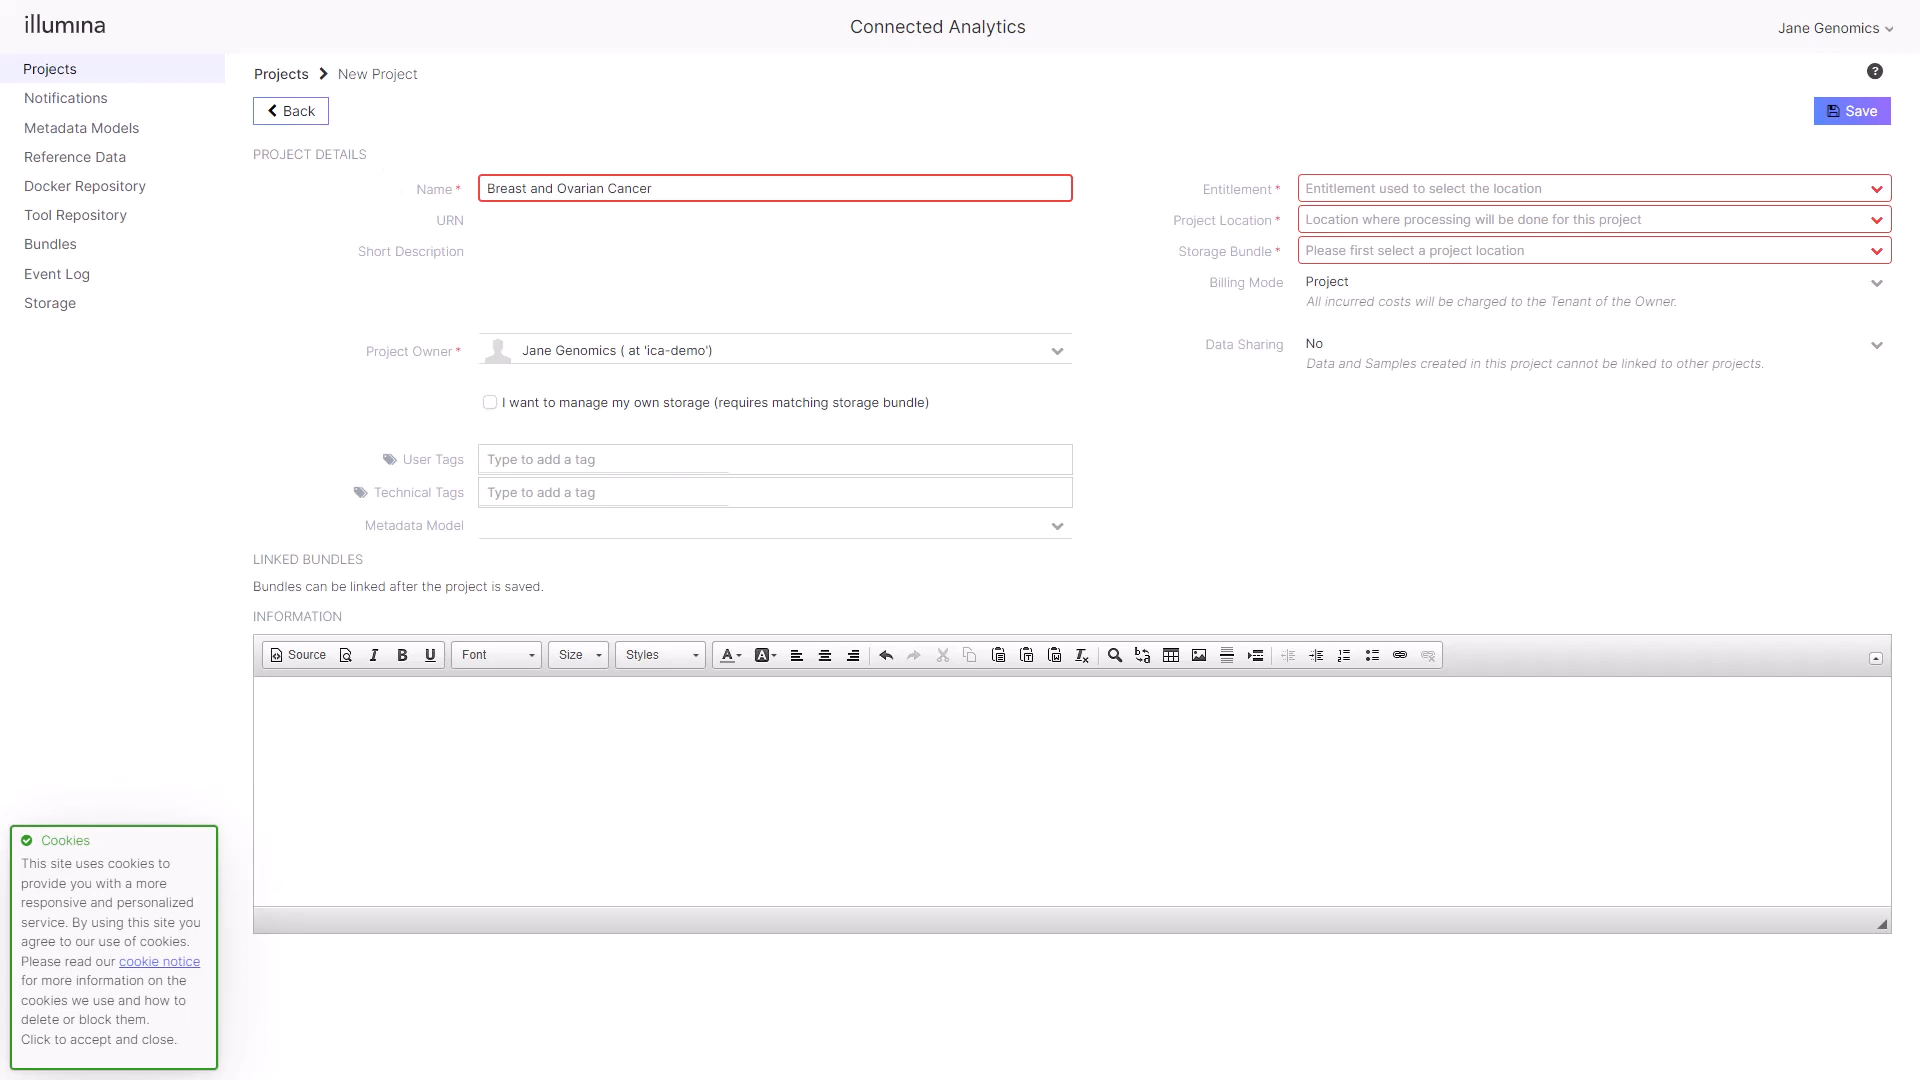 illumına
Connected Analytics
Jane Genomics
Projects
Notifications
Metadata Models
Reference Data
Docker Repository
Tool Repository
Bundles
Event Log
Storage
Projects New Project
Back
Save
PROJECT DETAILS
Name * Breast and Ovarian Cancer
URN
Short Description
Project Owner * Jane Genomics ( at 'ica-demo')
I want to manage my own storage (requires matching storage bundle)
User Tags Type to add a tag
Technical Tags Type to add a tag
Metadata Model
Entitlement * Entitlement used to select the location
Project Location * Location where processing will be done for this project
Storage Bundle * Please first select a project location
Billing Mode Project
All incurred costs will be charged to the Tenant of the Owner.
Data Sharing No
Data and Samples created in this project cannot be linked to other projects.
LINKED BUNDLES
Bundles can be linked after the project is saved.
INFORMATION
Source I B U Font Size Styles
Cookies
This site uses cookies to
provide you with a more
responsive and personalized
service. By using this site you
agree to our use of cookies.
Please read our cookie notice
for more information on the
cookies we use and how to
delete or block them.
Click to accept and close.